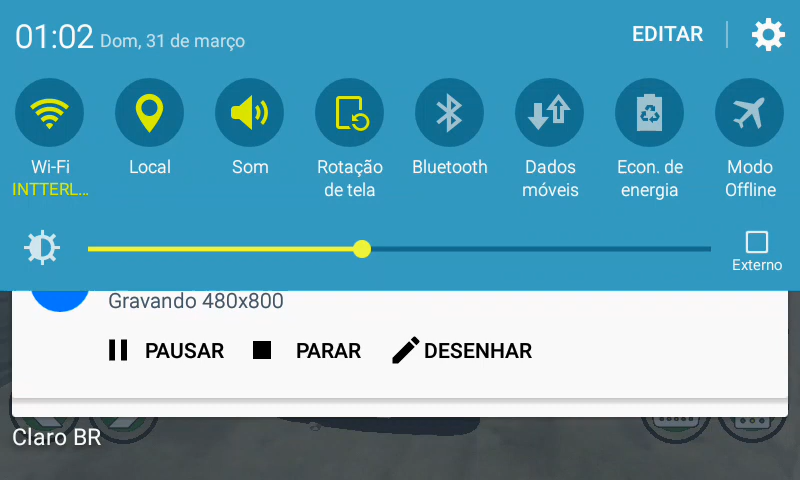 01:02 Dom, 31 de março
EDITAR
Wi-Fi
INTTERL...
Local
Som
Rotação
de tela
Bluetooth
Dados
móveis
Econ. de
energia
Modo
Offline
Externo
Gravando 480x800
PAUSAR
PARAR
DESENHAR
Claro BR